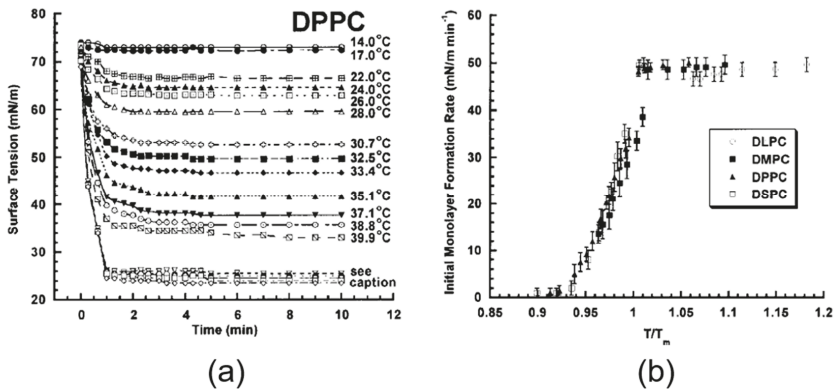 DPPC
80
70
60
50
40
30
20
Surface Tension (mN/m)
0
2
4
6
8
10
12
Time (min)
14.0°C
17.0°C
22.0°C
24.0°C
26.0°C
28.0°C
30.7°C
32.5°C
33.4°C
35.1°C
37.1°C
38.8°C
39.9°C
see
caption
(a)
60
50
40
30
20
10
0
Initial Monolayer Formation Rate (mN/m min⁻¹)
0.85
0.9
0.95
1
1.05
1.1
1.15
1.2
T/Tm
DLPC
DMPC
DPPC
DSPC
(b)